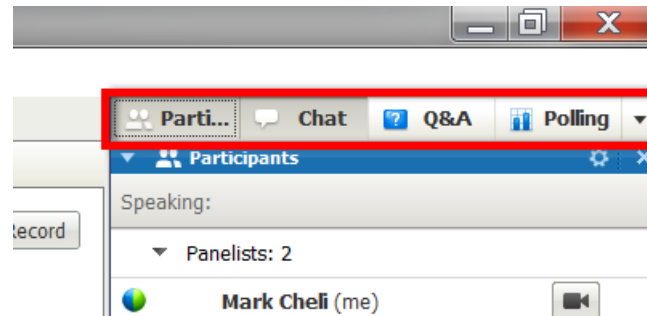 Parti... Chat Q&A Polling
Participants
Speaking:
Record
Panelists: 2
Mark Cheli (me)